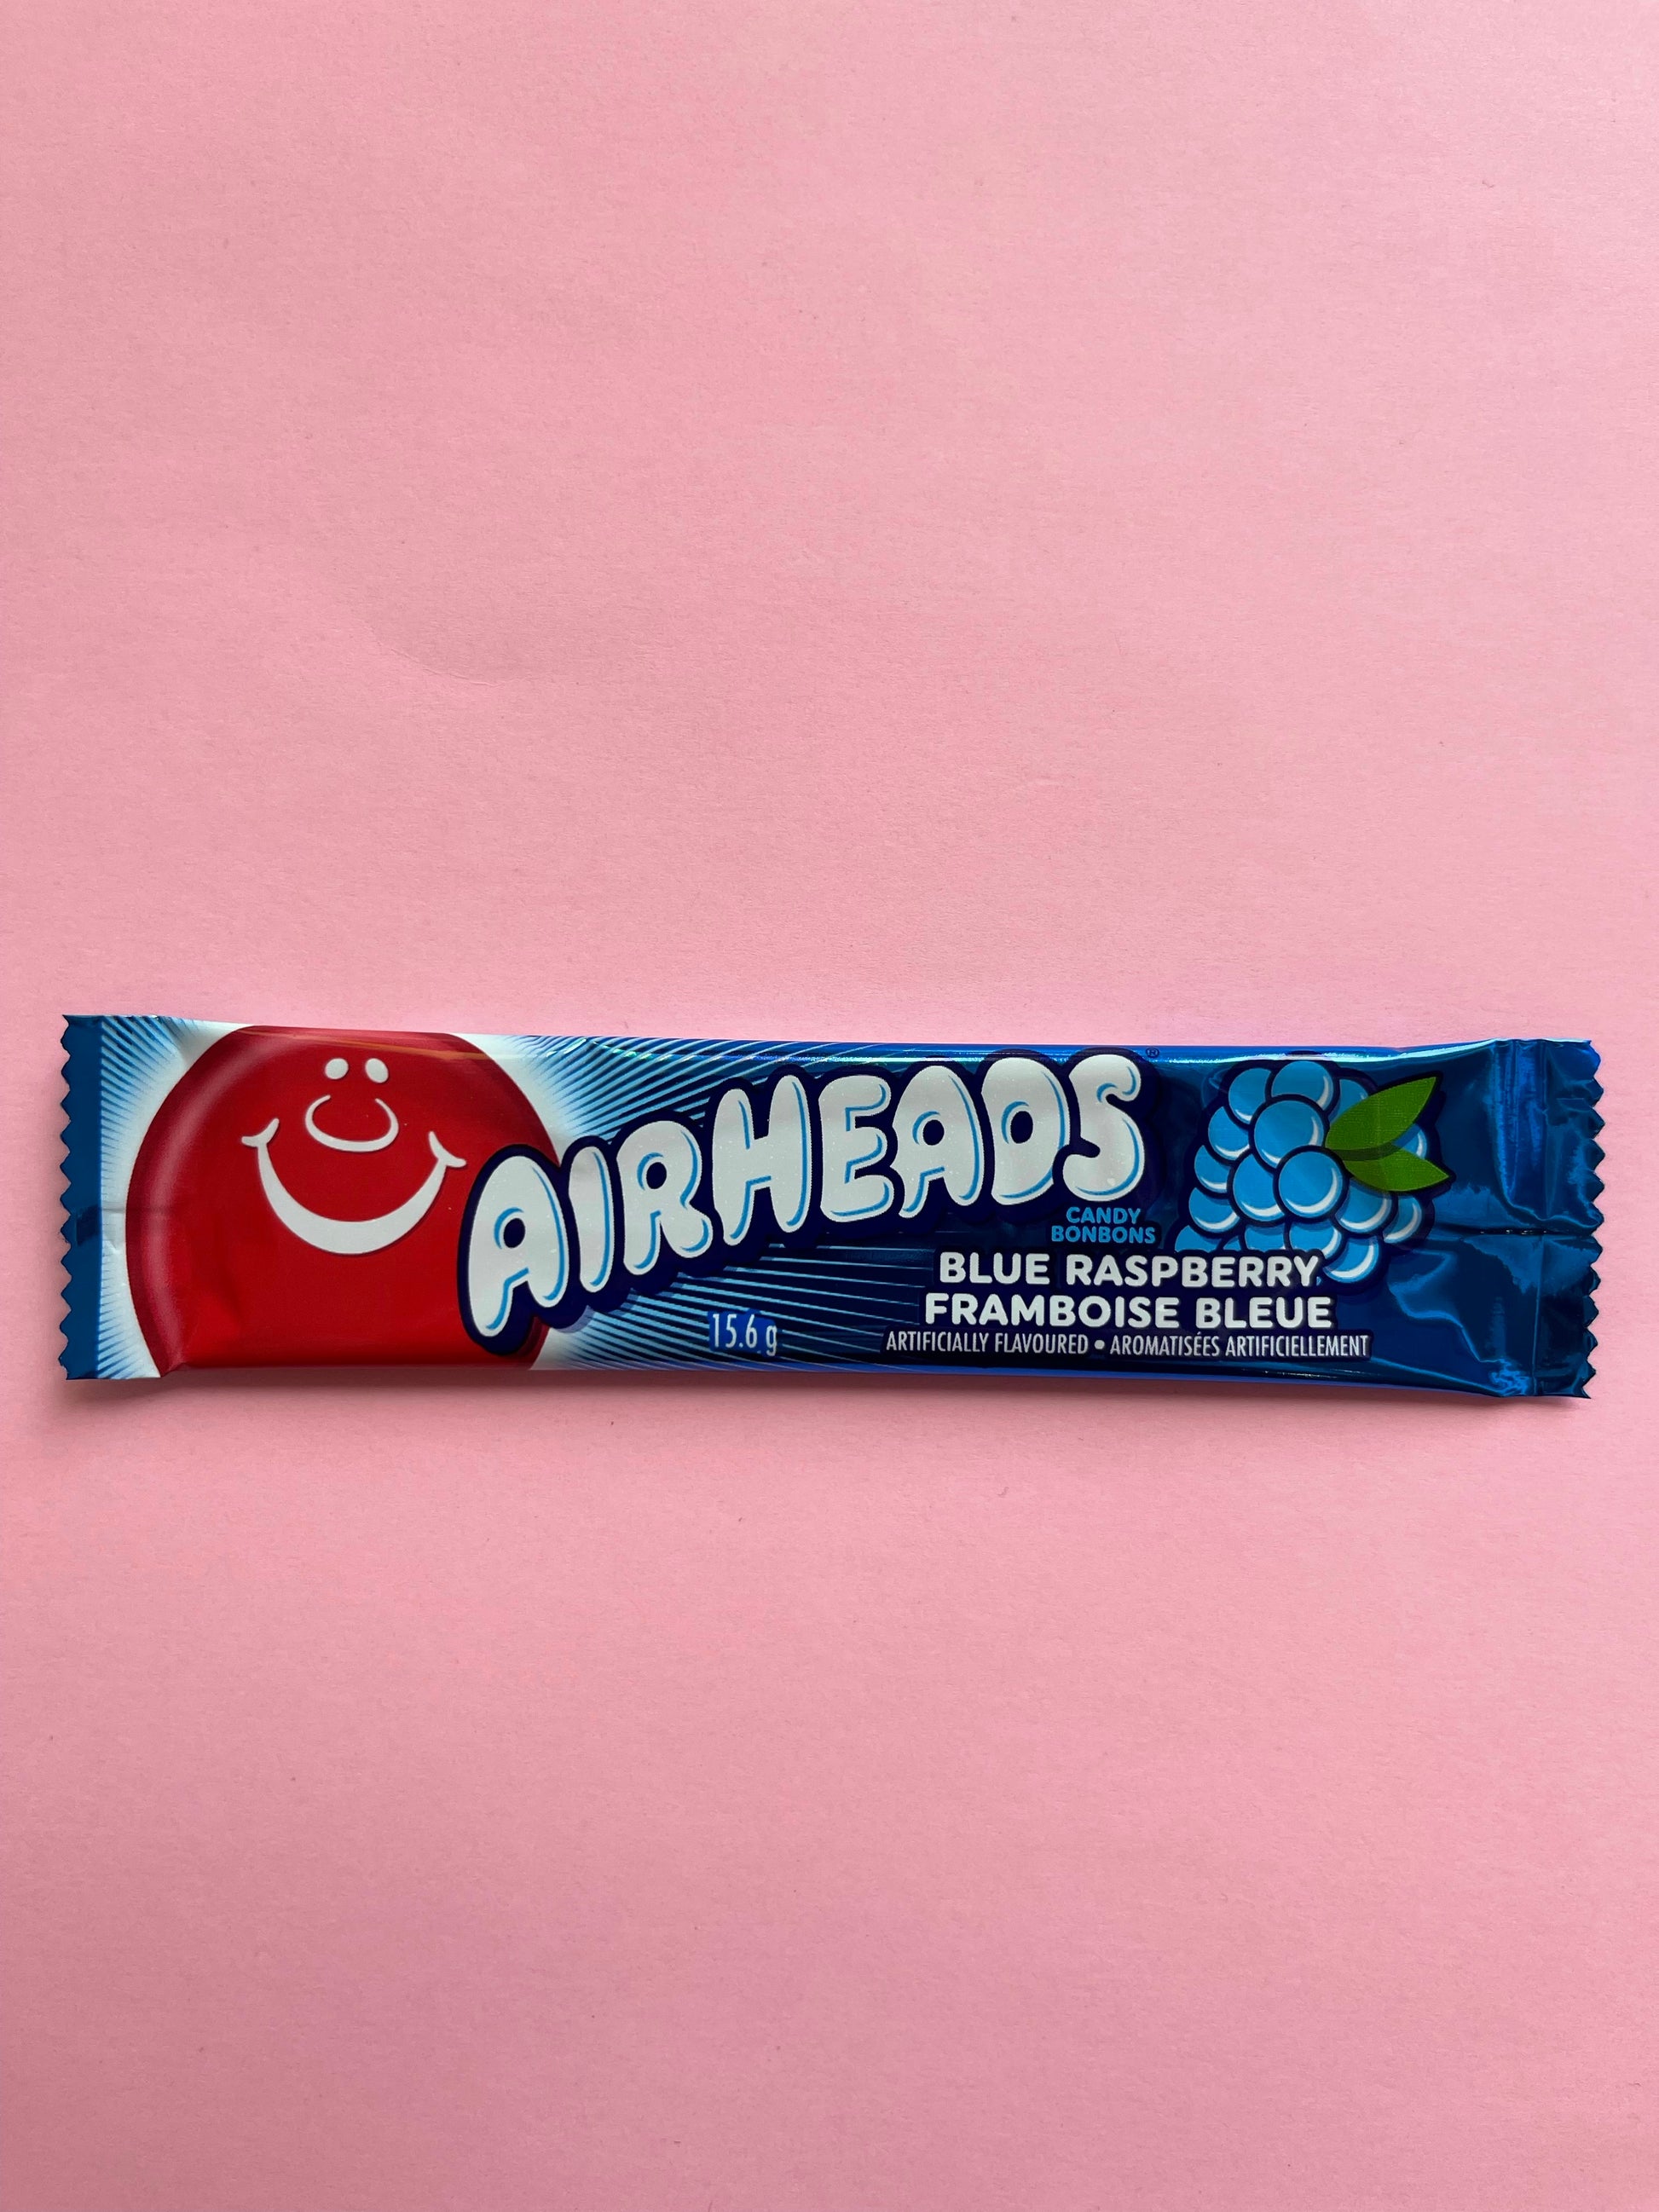 AIRHEADS®
CANDY
BONBONS
BLUE RASPBERRY
FRAMBOISE BLEUE
15.6 g
ARTIFICIALLY FLAVOURED • AROMATISÉES ARTIFICIELLEMENT